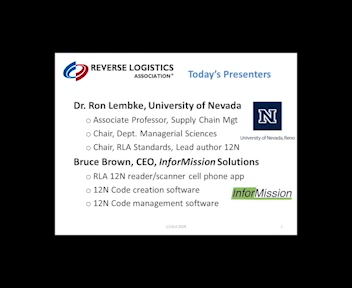 REVERSE LOGISTICS
ASSOCIATION®
Today's Presenters
Dr. Ron Lembke, University of Nevada
o Associate Professor, Supply Chain Mgt
o Chair, Dept. Managerial Sciences
o Chair, RLA Standards, Lead author 12N
N
University of Nevada, Reno
Bruce Brown, CEO, InforMission Solutions
o RLA 12N reader/scanner cell phone app
o 12N Code creation software
o 12N Code management software
InforMission